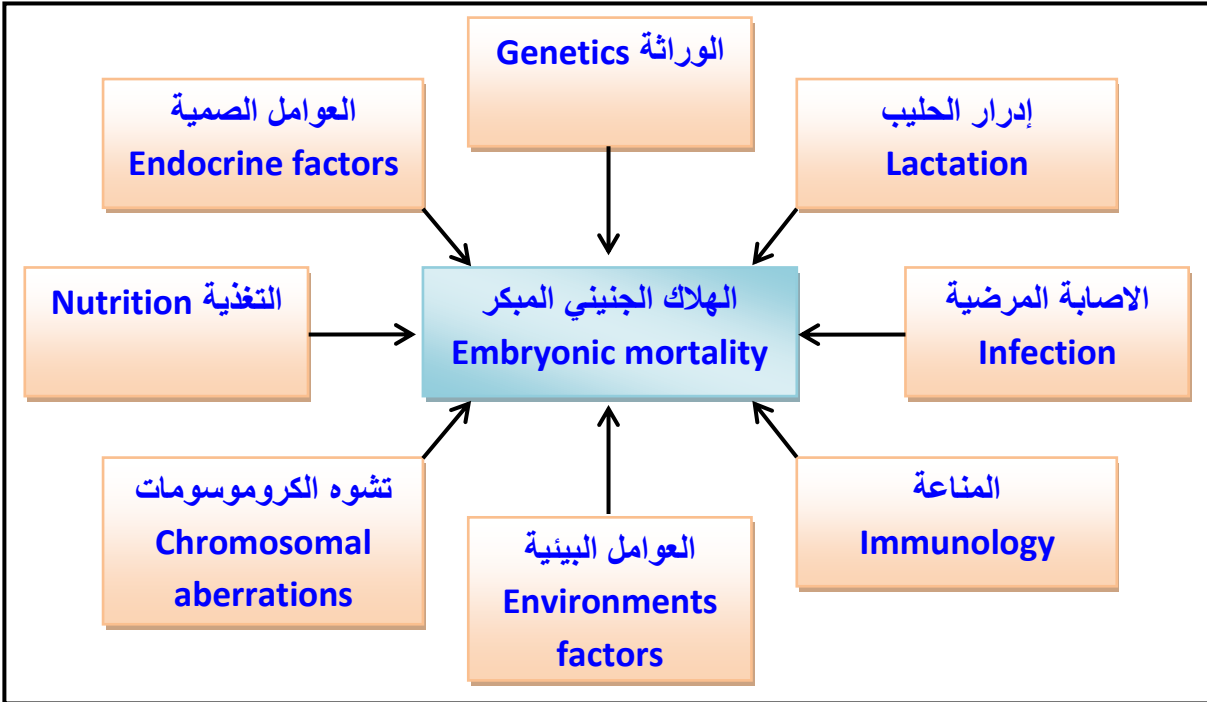 الوراثة Genetics
العوامل الصمية
Endocrine factors
إدرار الحليب
Lactation
التغذية Nutrition
الهلاك الجنيني المبكر
Embryonic mortality
الاصابة المرضية
Infection
تشوه الكروموسومات
Chromosomal
aberrations
العوامل البيئية
Environments
factors
المناعة
Immunology